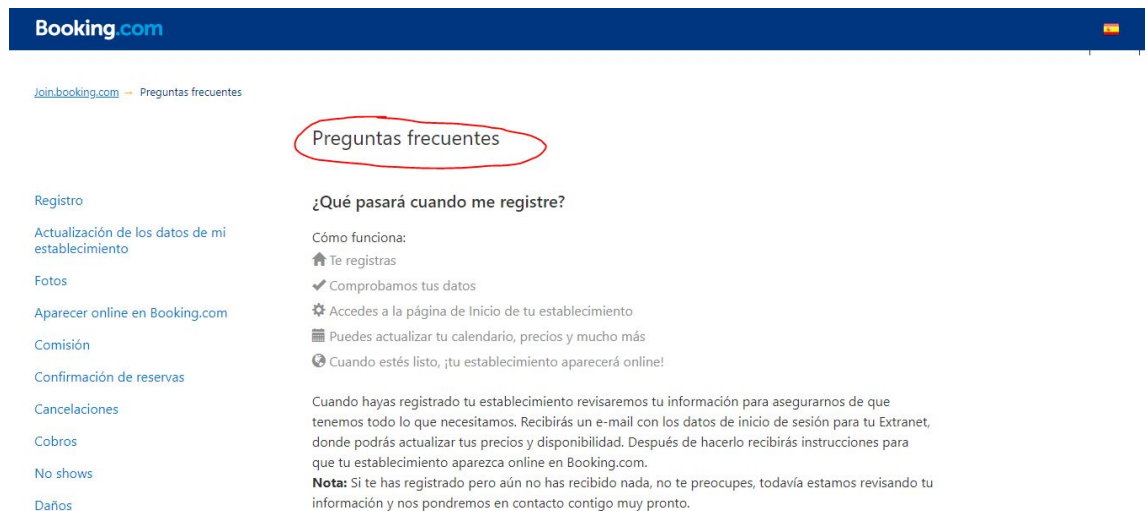 Booking.com
Join.booking.com → Preguntas frecuentes
Preguntas frecuentes
Registro
Actualización de los datos de mi
establecimiento
Fotos
Aparecer online en Booking.com
Comisión
Confirmación de reservas
Cancelaciones
Cobros
No shows
Daños
¿Qué pasará cuando me registre?
Cómo funciona:
Te registras
Comprobamos tus datos
Accedes a la página de Inicio de tu establecimiento
Puedes actualizar tu calendario, precios y mucho más
Cuando estés listo, ¡tu establecimiento aparecerá online!
Cuando hayas registrado tu establecimiento revisaremos tu información para asegurarnos de que
tenemos todo lo que necesitamos. Recibirás un e-mail con los datos de inicio de sesión para tu Extranet,
donde podrás actualizar tus precios y disponibilidad. Después de hacerlo recibirás instrucciones para
que tu establecimiento aparezca online en Booking.com.
Nota: Si te has registrado pero aún no has recibido nada, no te preocupes, todavía estamos revisando tu
información y nos pondremos en contacto contigo muy pronto.